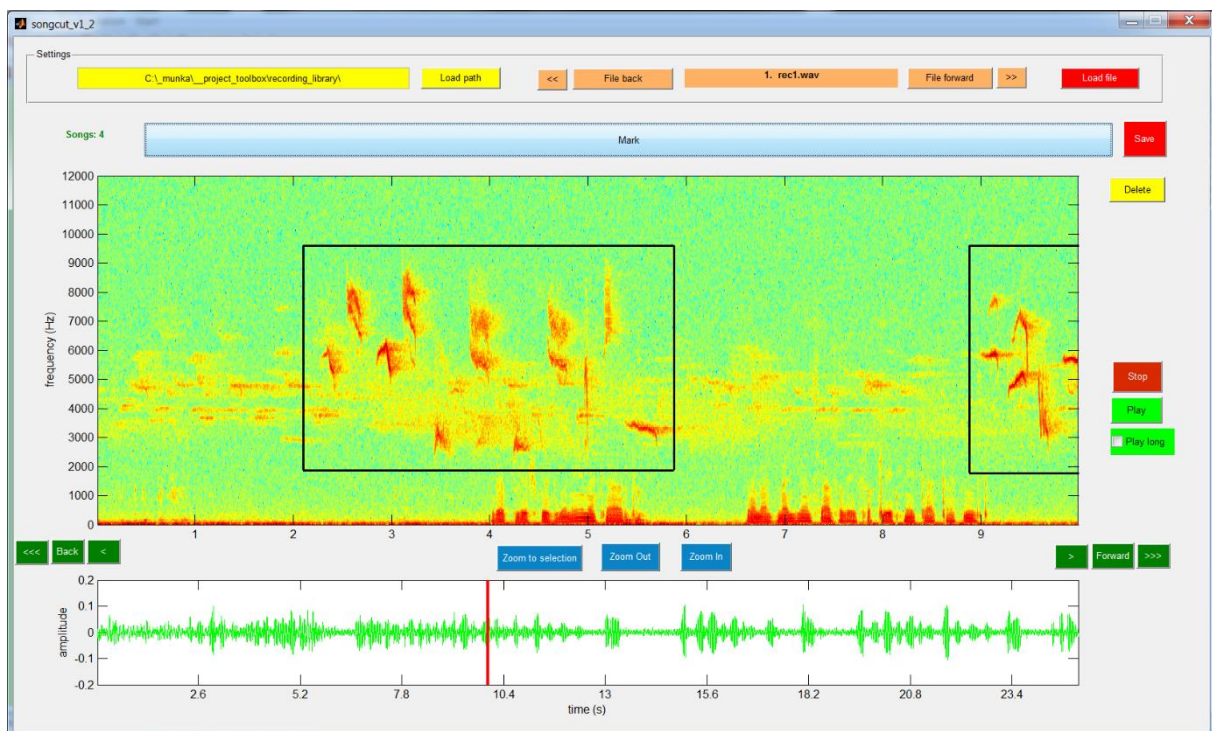 songcut_v1_2
Settings
C:\_munka\__project_toolbox\recording_library\ Load path << File back 1. rec1.wav File forward >> Load file
Songs: 4 Mark Save
Delete
12000
11000
10000
9000
8000
7000
6000
5000
4000
3000
2000
1000
0
frequency (Hz)
1 2 3 4 5 6 7 8 9
Stop
Play
Play long
<<< Back < Zoom to selection Zoom Out Zoom In > Forward >>>
0.2
0.1
0
-0.1
-0.2
amplitude
2.6 5.2 7.8 10.4 13 15.6 18.2 20.8 23.4
time (s)